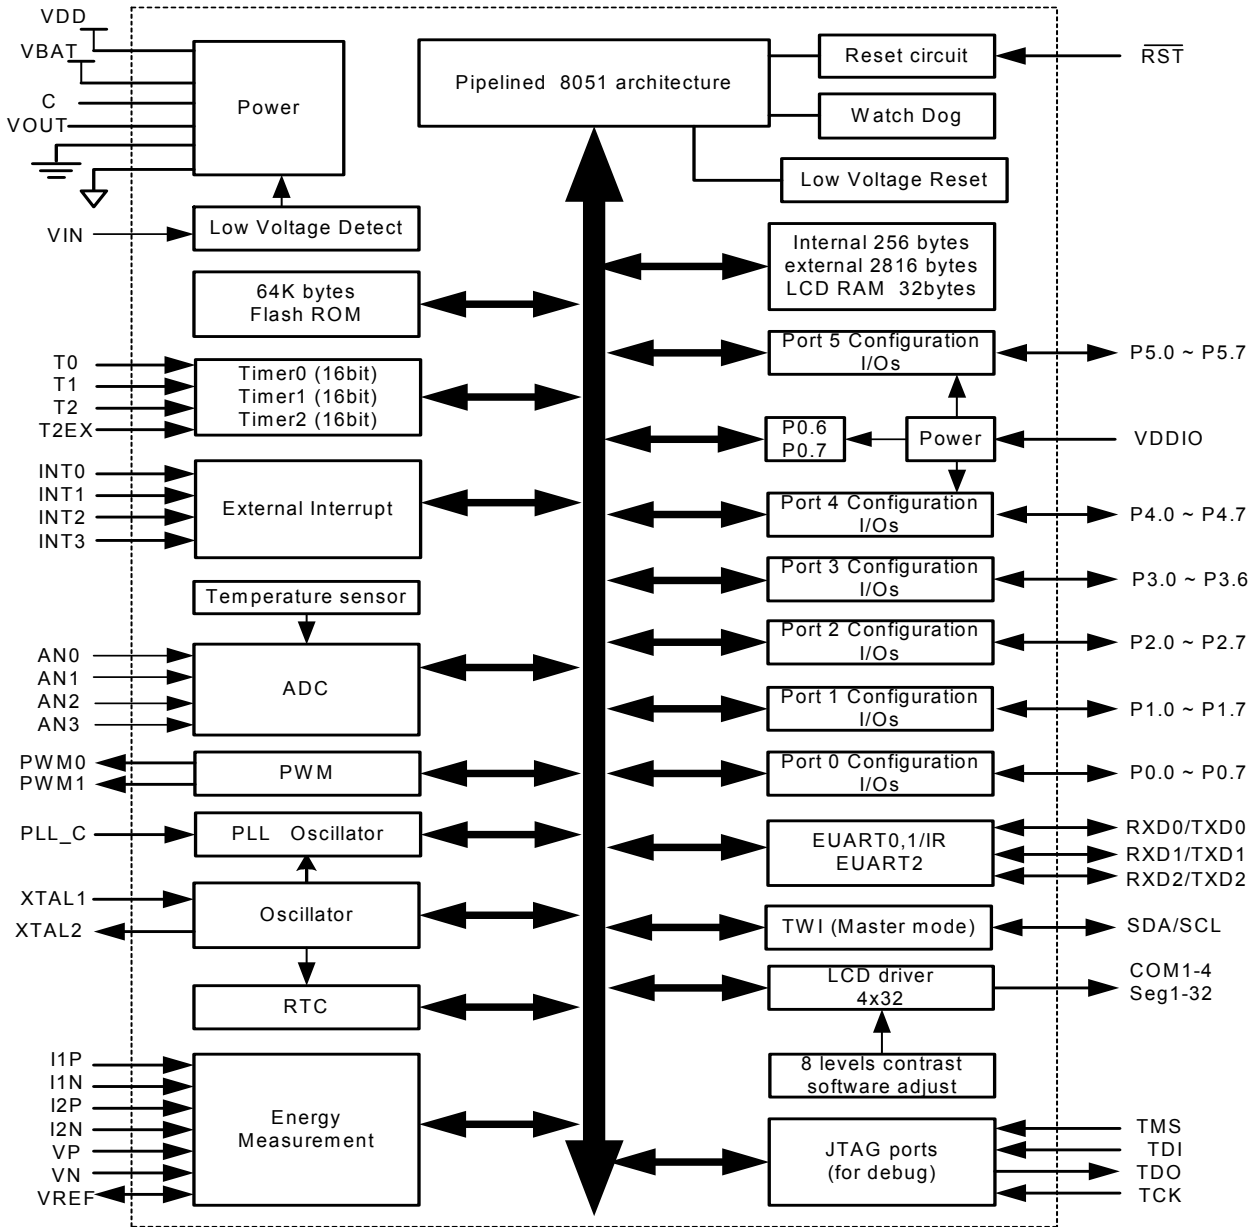 VDD
VBAT
C
VOUT
Power
VIN
Low Voltage Detect
64K bytes
Flash ROM
T0
T1
T2
T2EX
Timer0 (16bit)
Timer1 (16bit)
Timer2 (16bit)
INT0
INT1
INT2
INT3
External Interrupt
Temperature sensor
AN0
AN1
AN2
AN3
ADC
PWM0
PWM1
PWM
PLL_C
PLL Oscillator
XTAL1
XTAL2
Oscillator
RTC
I1P
I1N
I2P
I2N
VP
VN
VREF
Energy
Measurement
Pipelined 8051 architecture
Reset circuit
RST
Watch Dog
Low Voltage Reset
Internal 256 bytes
external 2816 bytes
LCD RAM 32bytes
Port 5 Configuration
I/Os
P5.0 ~ P5.7
P0.6
P0.7
Power
VDDIO
Port 4 Configuration
I/Os
P4.0 ~ P4.7
Port 3 Configuration
I/Os
P3.0 ~ P3.6
Port 2 Configuration
I/Os
P2.0 ~ P2.7
Port 1 Configuration
I/Os
P1.0 ~ P1.7
Port 0 Configuration
I/Os
P0.0 ~ P0.7
EUART0,1/IR
EUART2
RXD0/TXD0
RXD1/TXD1
RXD2/TXD2
TWI (Master mode)
SDA/SCL
LCD driver
4x32
COM1-4
Seg1-32
8 levels contrast
software adjust
JTAG ports
(for debug)
TMS
TDI
TDO
TCK